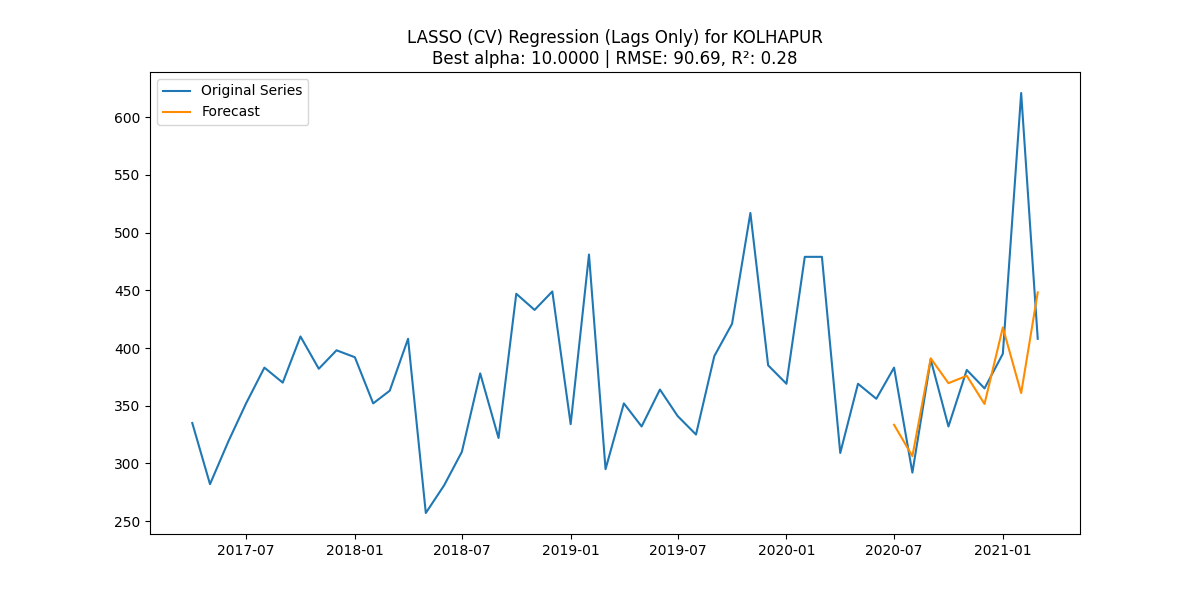 LASSO (CV) Regression (Lags Only) for KOLHAPUR
Best alpha: 10.0000 | RMSE: 90.69, R²: 0.28
Original Series
Forecast
600
550
500
450
400
350
300
250
2017-07 2018-01 2018-07 2019-01 2019-07 2020-01 2020-07 2021-01